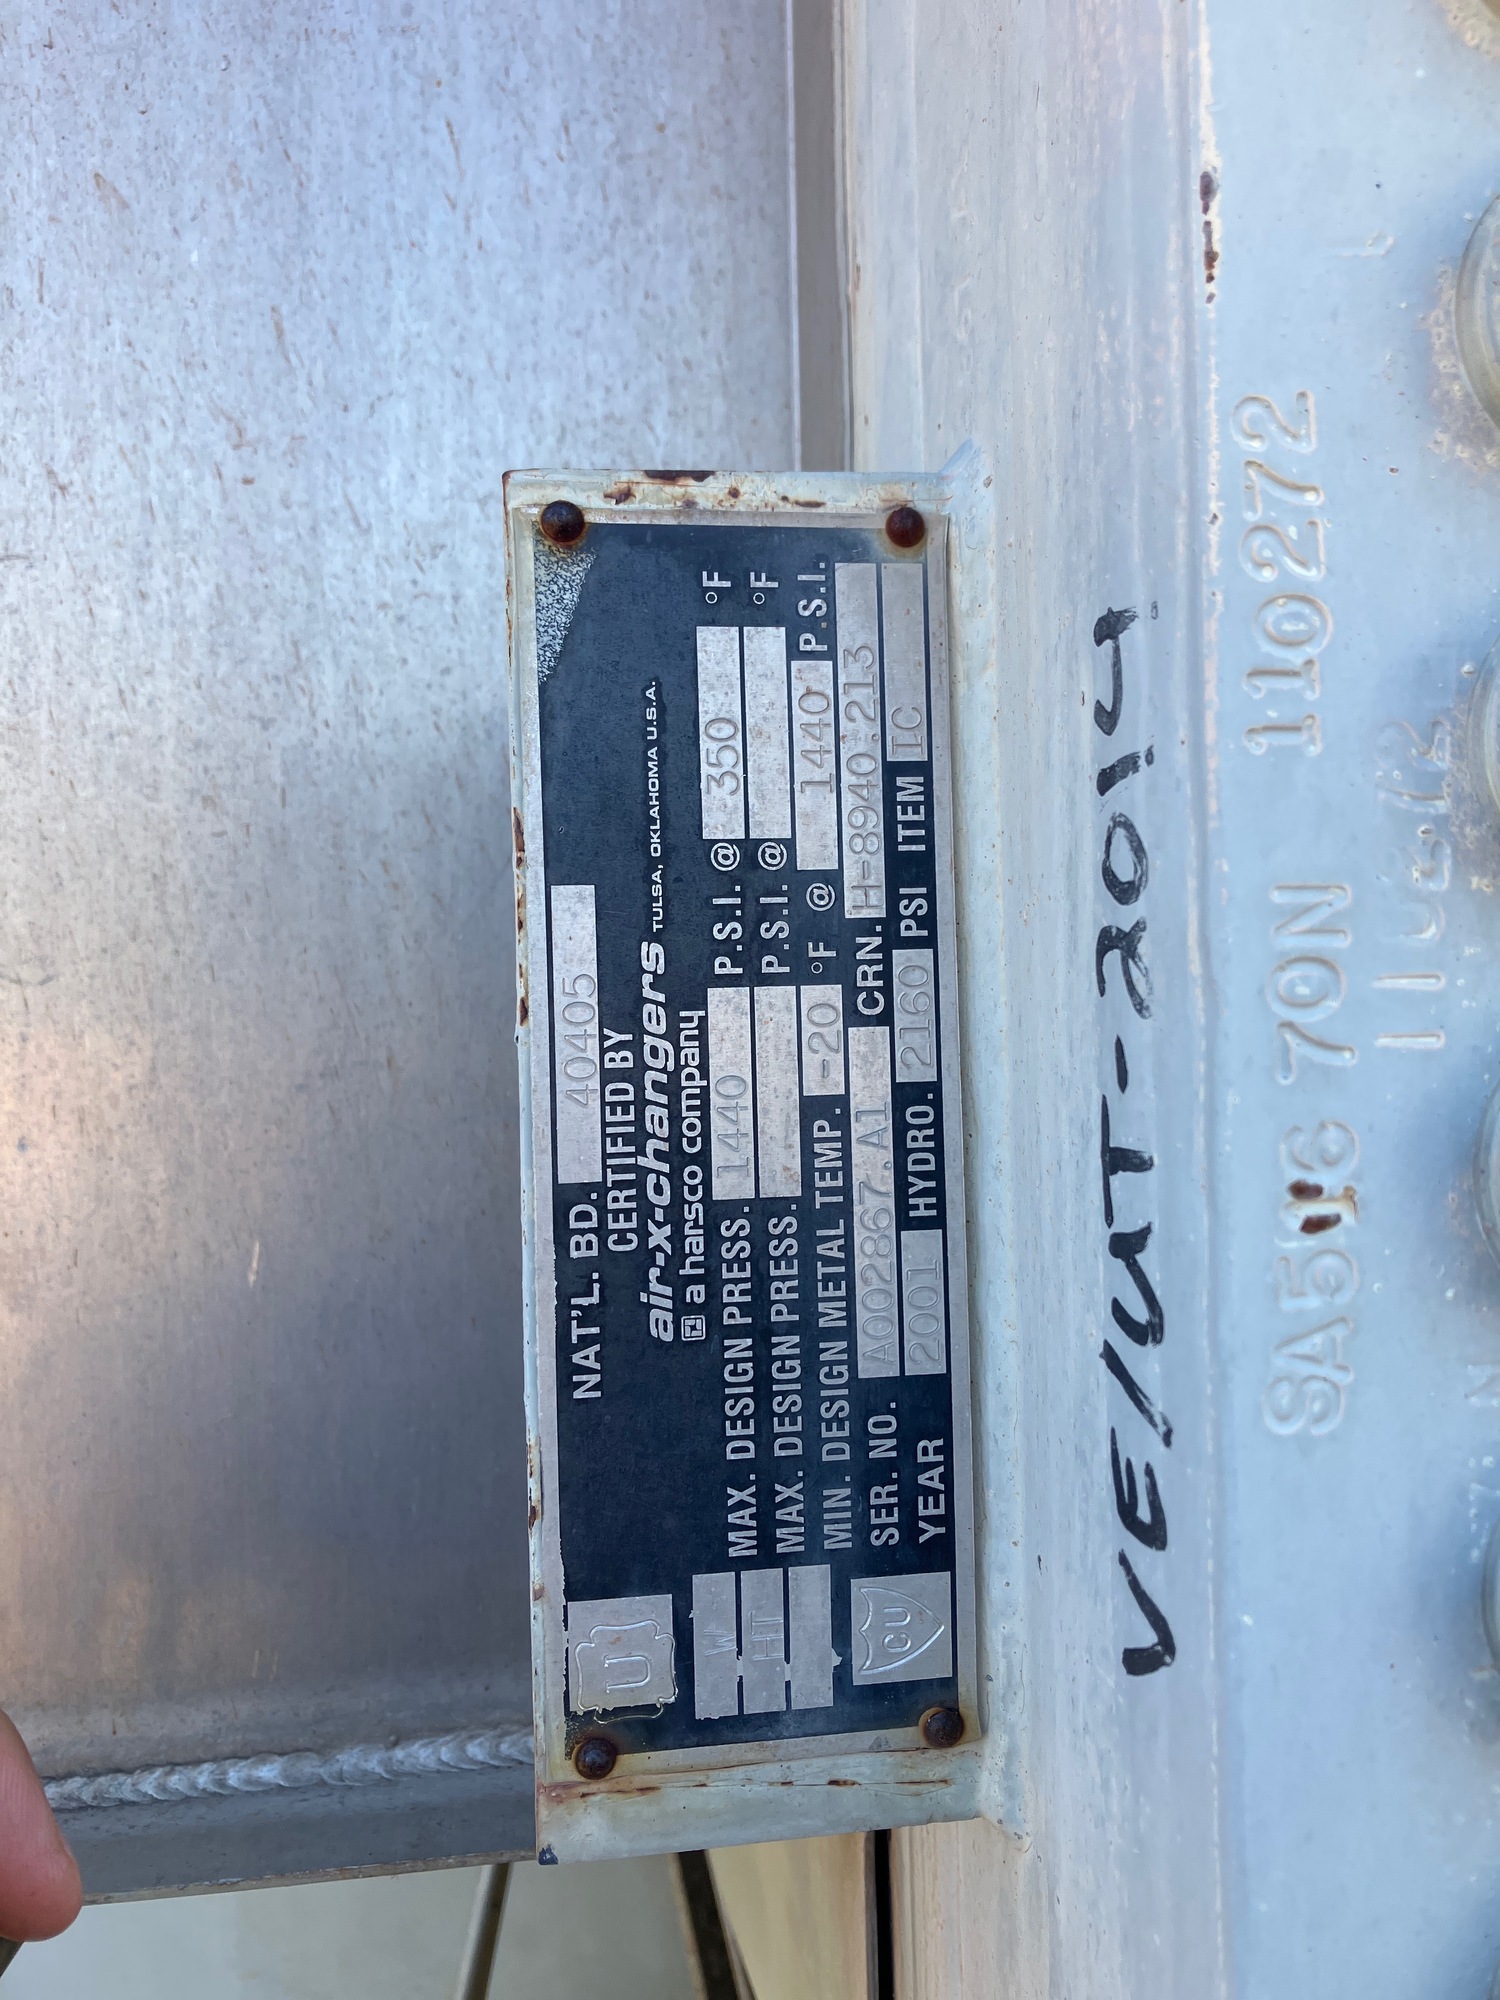 NAT'L. BD. 40405
CERTIFIED BY
air-x-changers TULSA, OKLAHOMA U.S.A.
a harsco company
U
W
HT
CU
MAX. DESIGN PRESS. 1440 P.S.I. @ 350 °F
MAX. DESIGN PRESS. P.S.I. @ °F
MIN. DESIGN METAL TEMP. -20 °F @ 1440 P.S.I.
SER. NO. A002867.A1 CRN. H-8940.213
YEAR 2001 HYDRO. 2160 PSI ITEM IC
VE/UT-2014
SA516 70N 110272